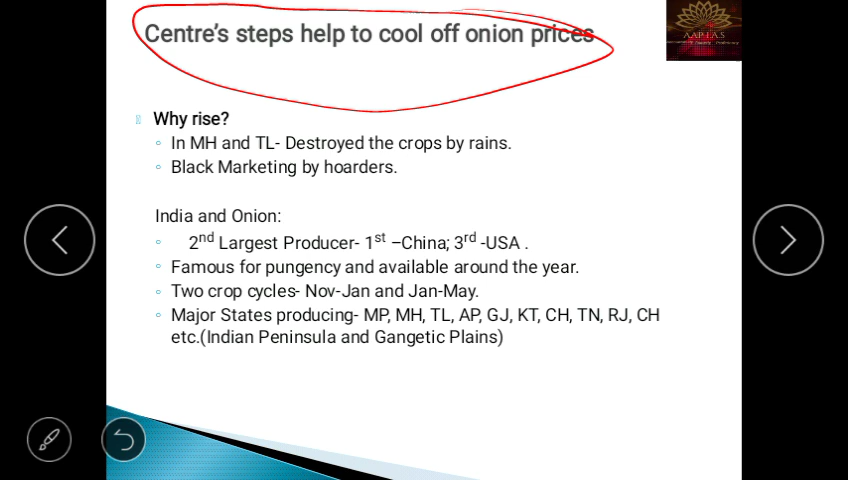 Centre's steps help to cool off onion prices
AAP I.A.S
Why rise?
In MH and TL- Destroyed the crops by rains.
Black Marketing by hoarders.
India and Onion:
2nd Largest Producer- 1st –China; 3rd -USA .
Famous for pungency and available around the year.
Two crop cycles- Nov-Jan and Jan-May.
Major States producing- MP, MH, TL, AP, GJ, KT, CH, TN, RJ, CH
etc.(Indian Peninsula and Gangetic Plains)